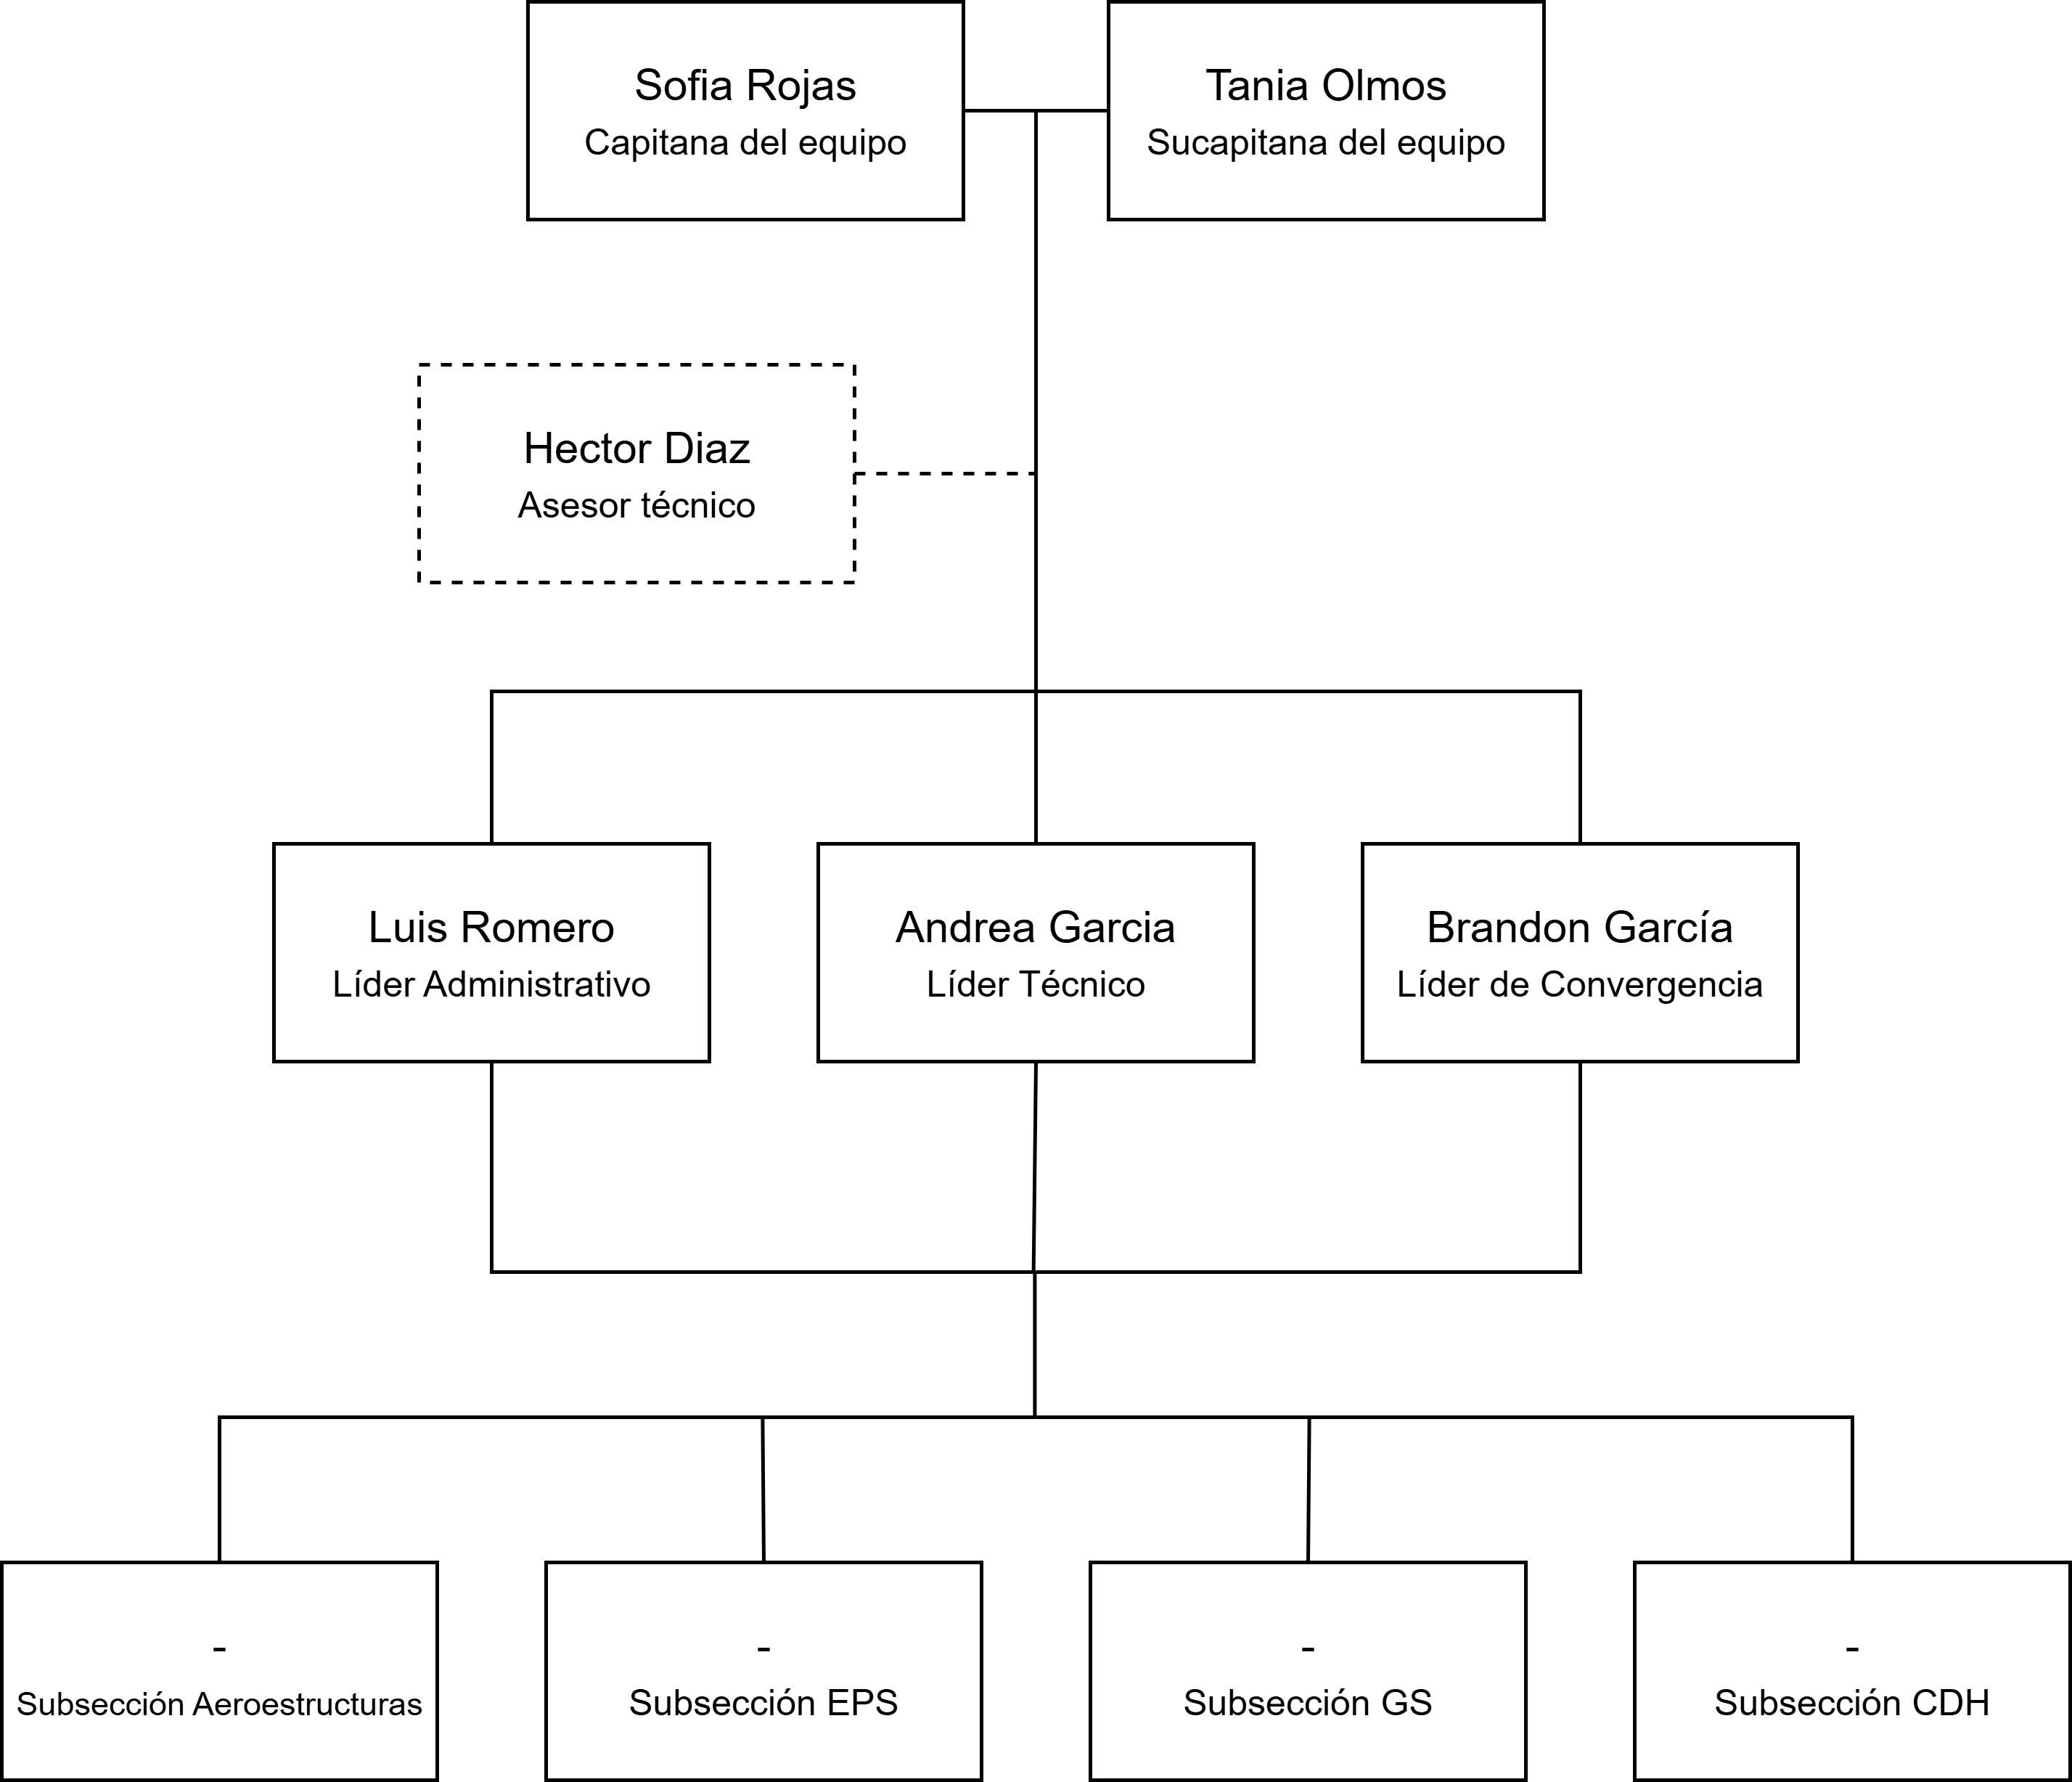 Sofia Rojas
Capitana del equipo
Tania Olmos
Sucapitana del equipo
Hector Diaz
Asesor técnico
Luis Romero
Líder Administrativo
Andrea Garcia
Líder Técnico
Brandon García
Líder de Convergencia
-
Subsección Aeroestructuras
-
Subsección EPS
-
Subsección GS
-
Subsección CDH